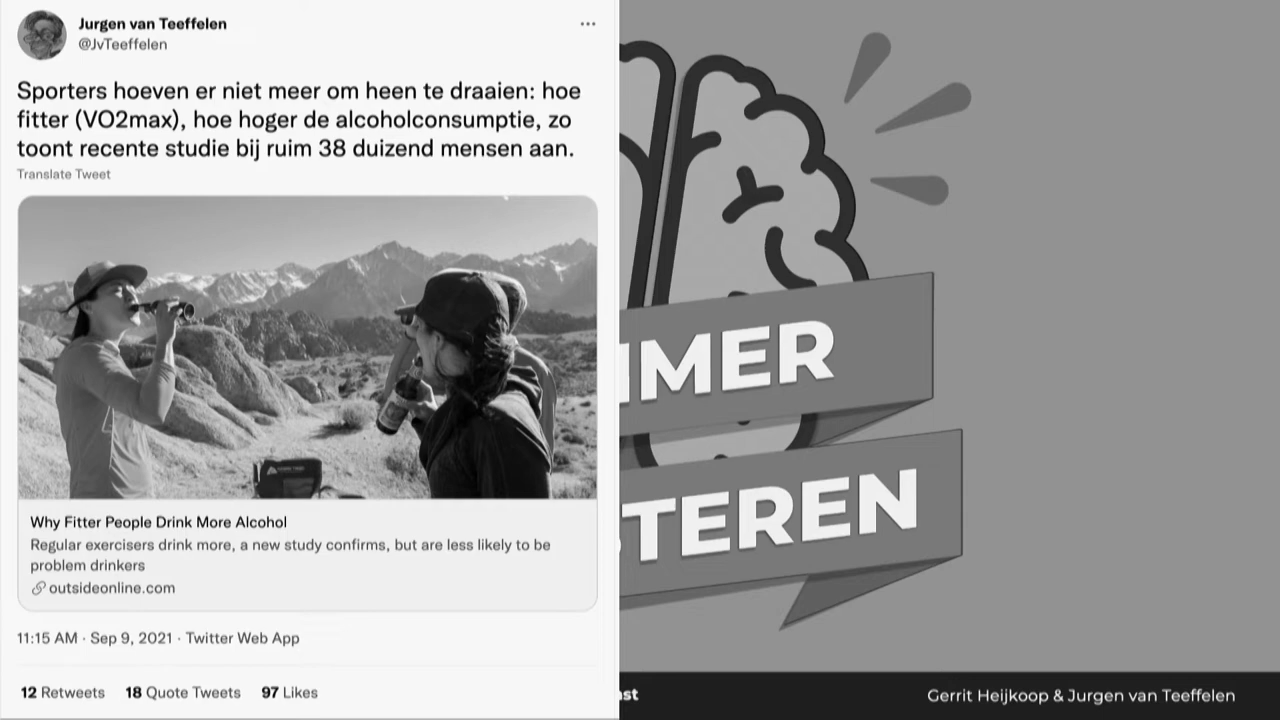 Jurgen van Teeffelen
@JvTeeffelen
Sporters hoeven er niet meer om heen te draaien: hoe
fitter (VO2max), hoe hoger de alcoholconsumptie, zo
toont recente studie bij ruim 38 duizend mensen aan.
Translate Tweet
Why Fitter People Drink More Alcohol
Regular exercisers drink more, a new study confirms, but are less likely to be
problem drinkers
outsideonline.com
11:15 AM · Sep 9, 2021 · Twitter Web App
12 Retweets 18 Quote Tweets 97 Likes
MMER
STEREN
ast
Gerrit Heijkoop & Jurgen van Teeffelen